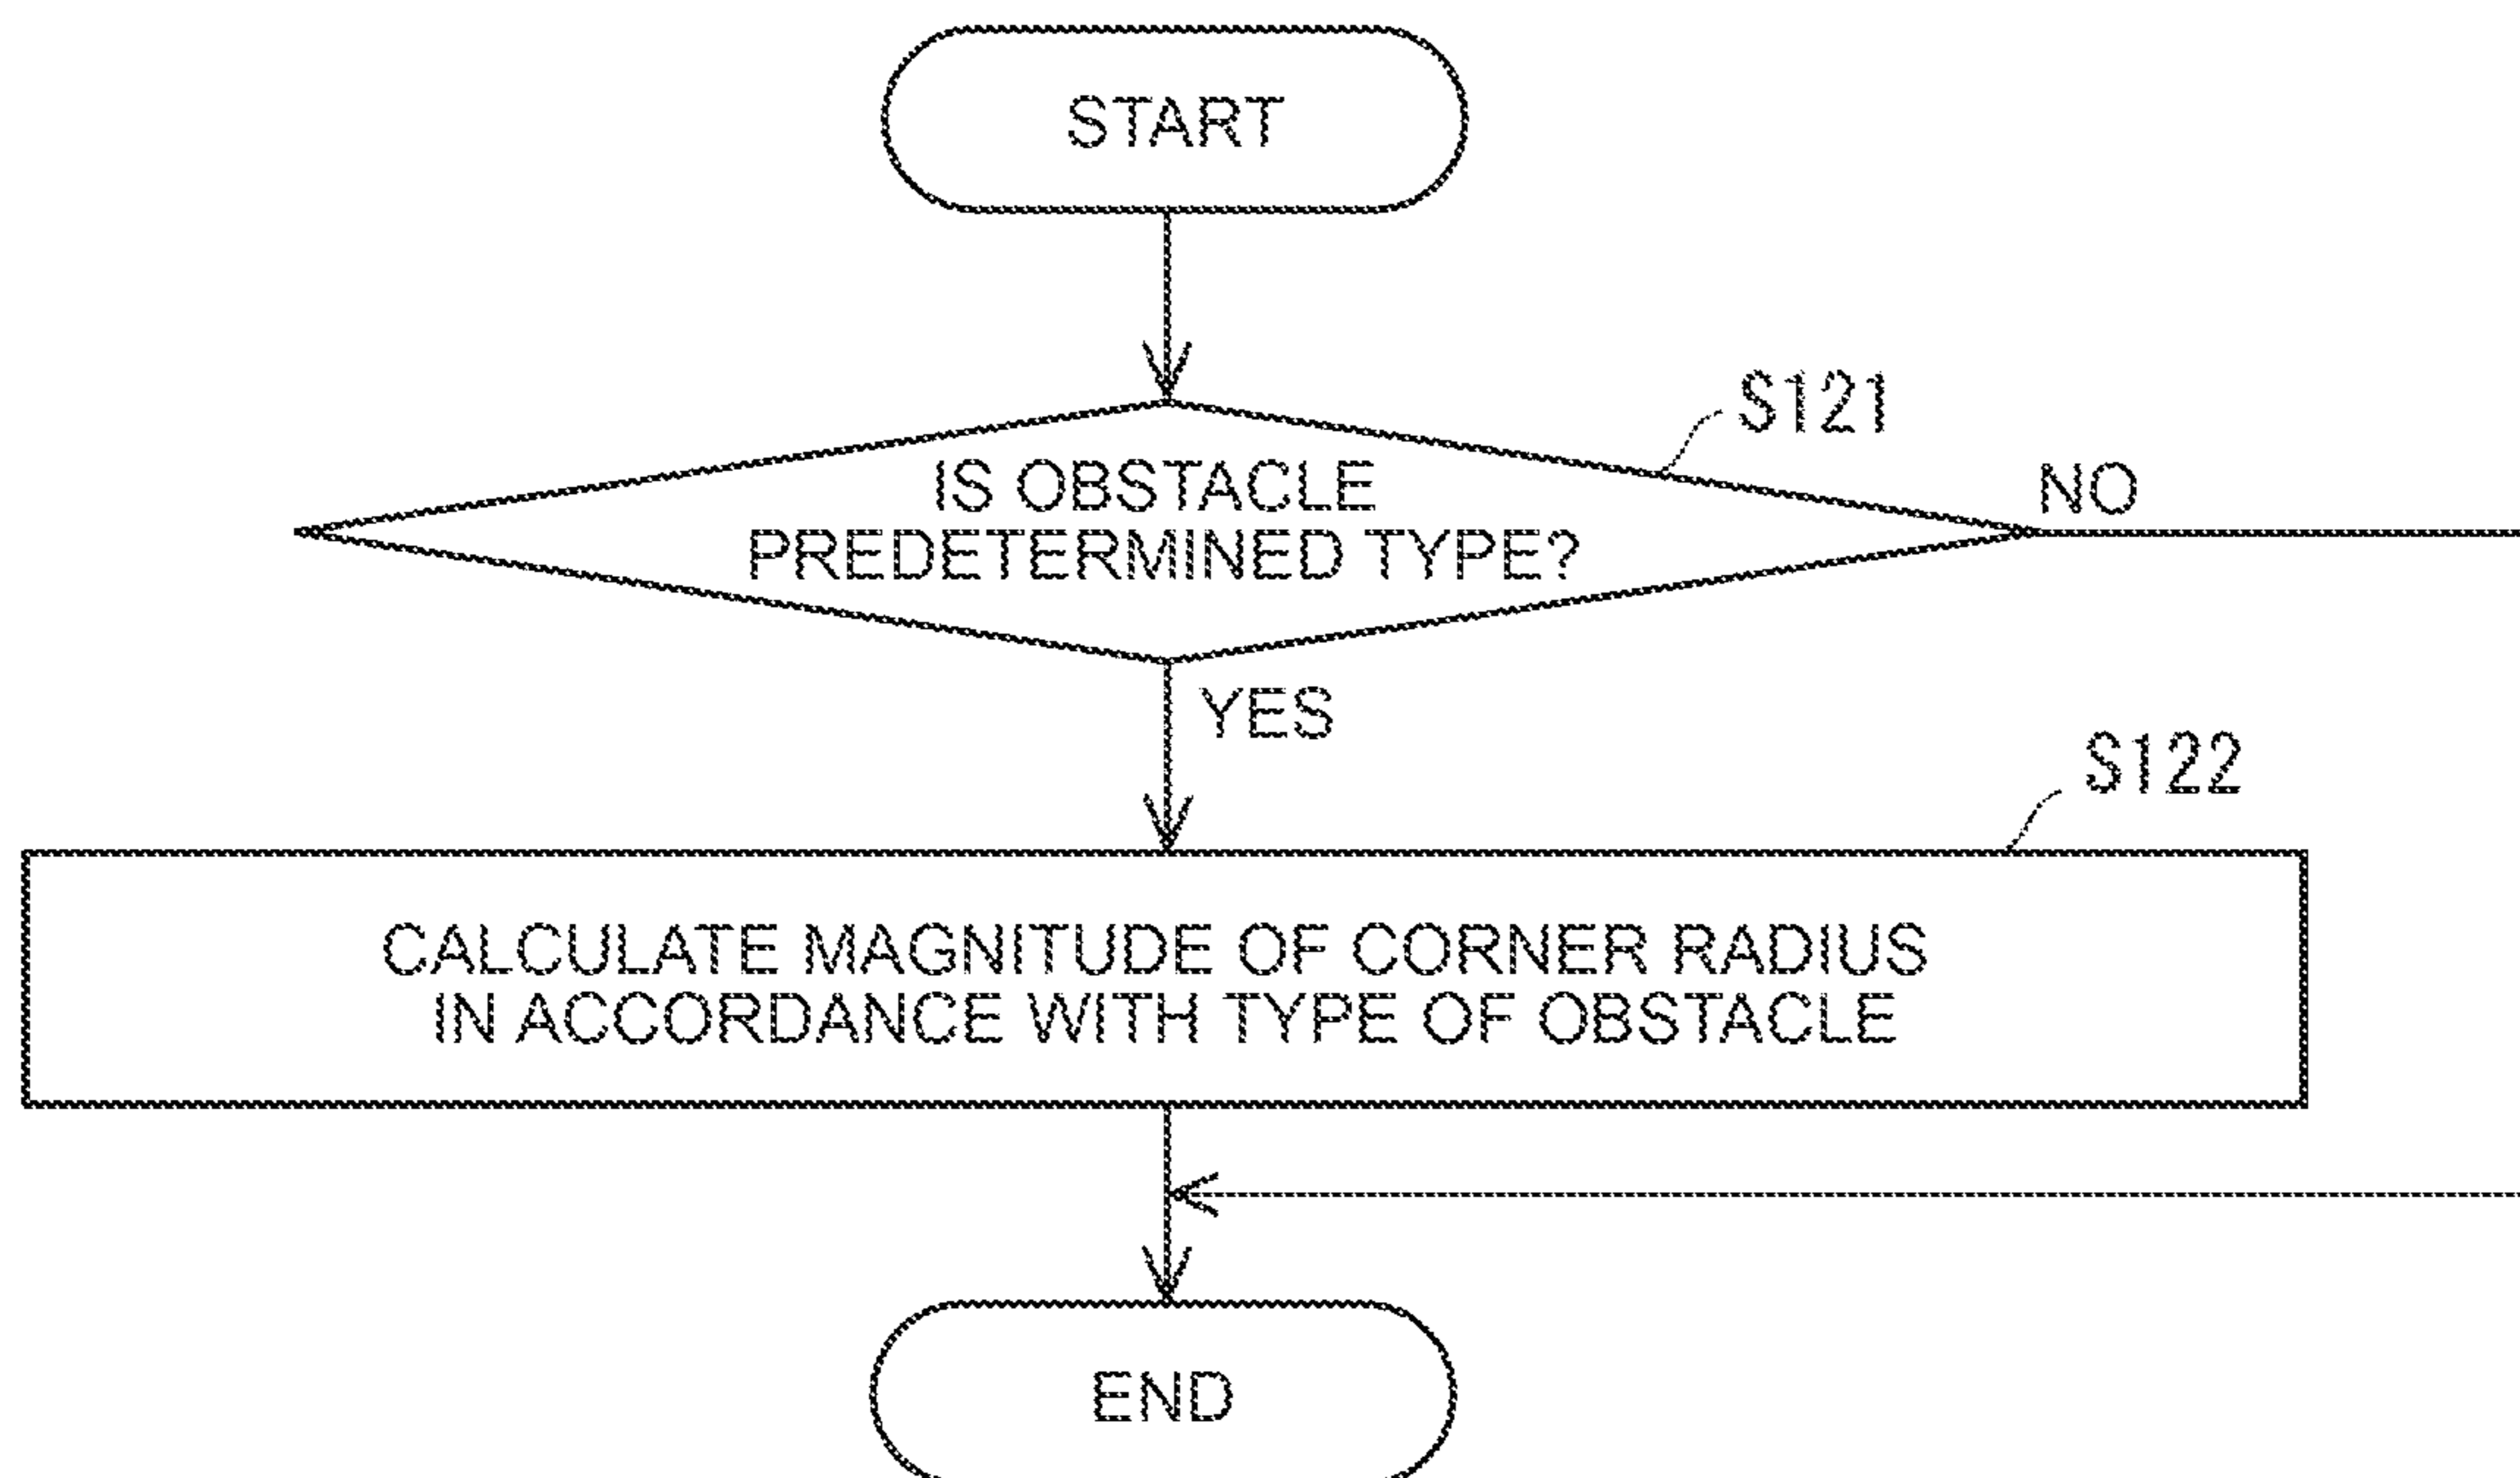 START
S121
IS OBSTACLE
PREDETERMINED TYPE?
NO
YES
S122
CALCULATE MAGNITUDE OF CORNER RADIUS
IN ACCORDANCE WITH TYPE OF OBSTACLE
END